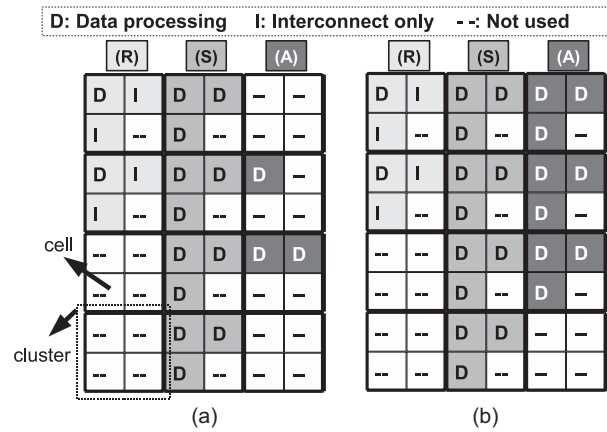 D: Data processing I: Interconnect only - -: Not used
(R) (S) (A) (R) (S) (A)
D I D D – – D I D D D D
I -- D -- – – I -- D -- D –
D I D D D – D I D D D D
I -- D -- – – I -- D -- D –
-- -- D D D D -- -- D D D D
-- -- D -- – – -- -- D -- D –
-- -- D D – – -- -- D D – –
-- -- D -- – – -- -- D -- – –
cell
cluster
(a) (b)